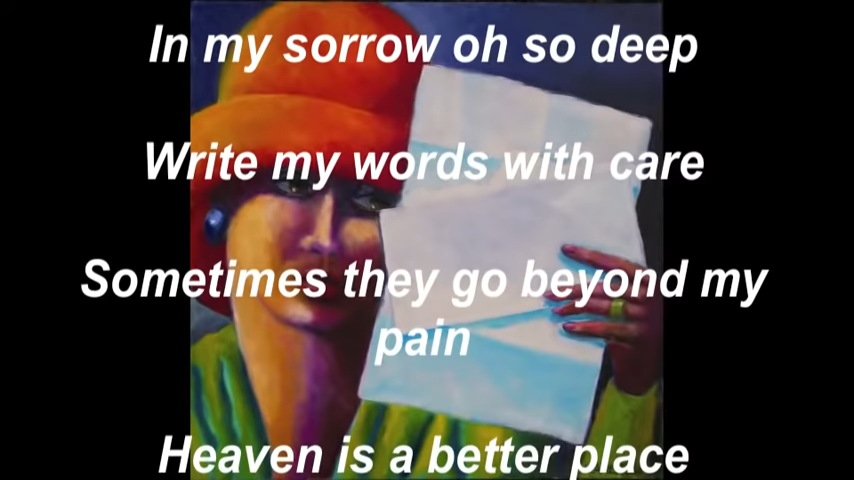 In my sorrow oh so deep
Write my words with care
Sometimes they go beyond my
pain
Heaven is a better place